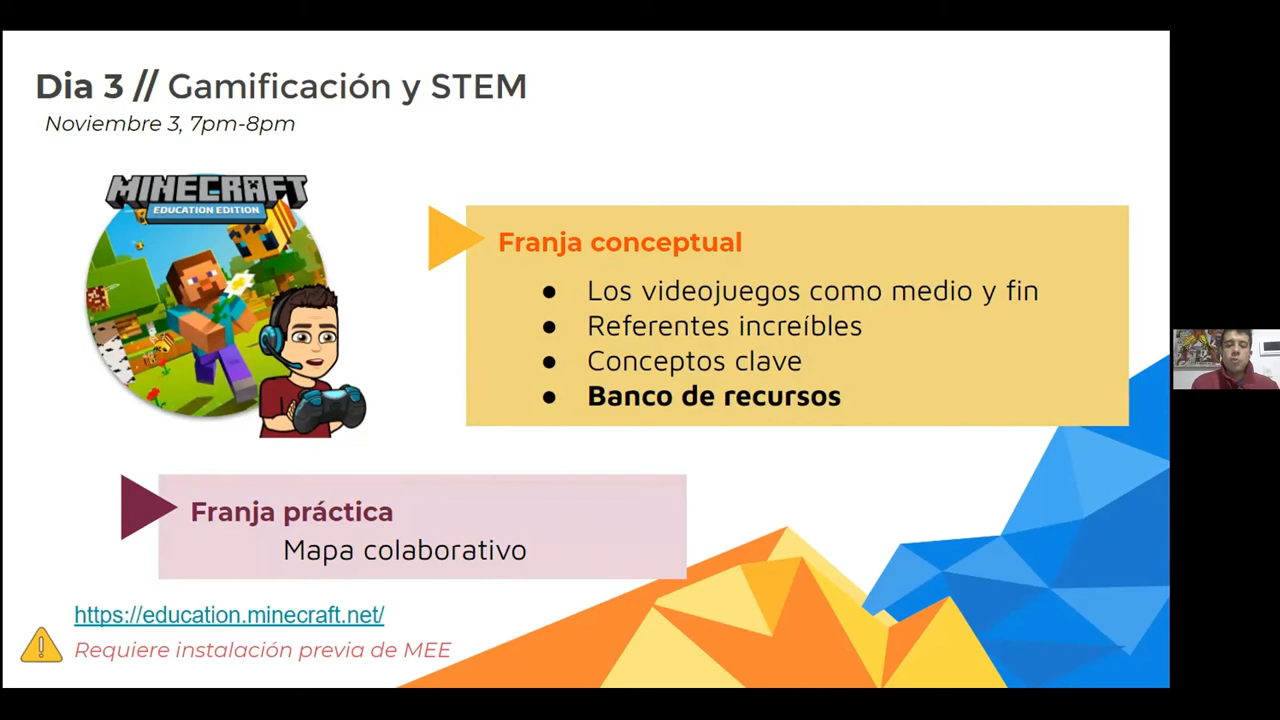 Dia 3 // Gamificación y STEM
Noviembre 3, 7pm-8pm
MINECRAFT
EDUCATION EDITION
Franja conceptual
● Los videojuegos como medio y fin
● Referentes increíbles
● Conceptos clave
● Banco de recursos
Franja práctica
Mapa colaborativo
https://education.minecraft.net/
Requiere instalación previa de MEE